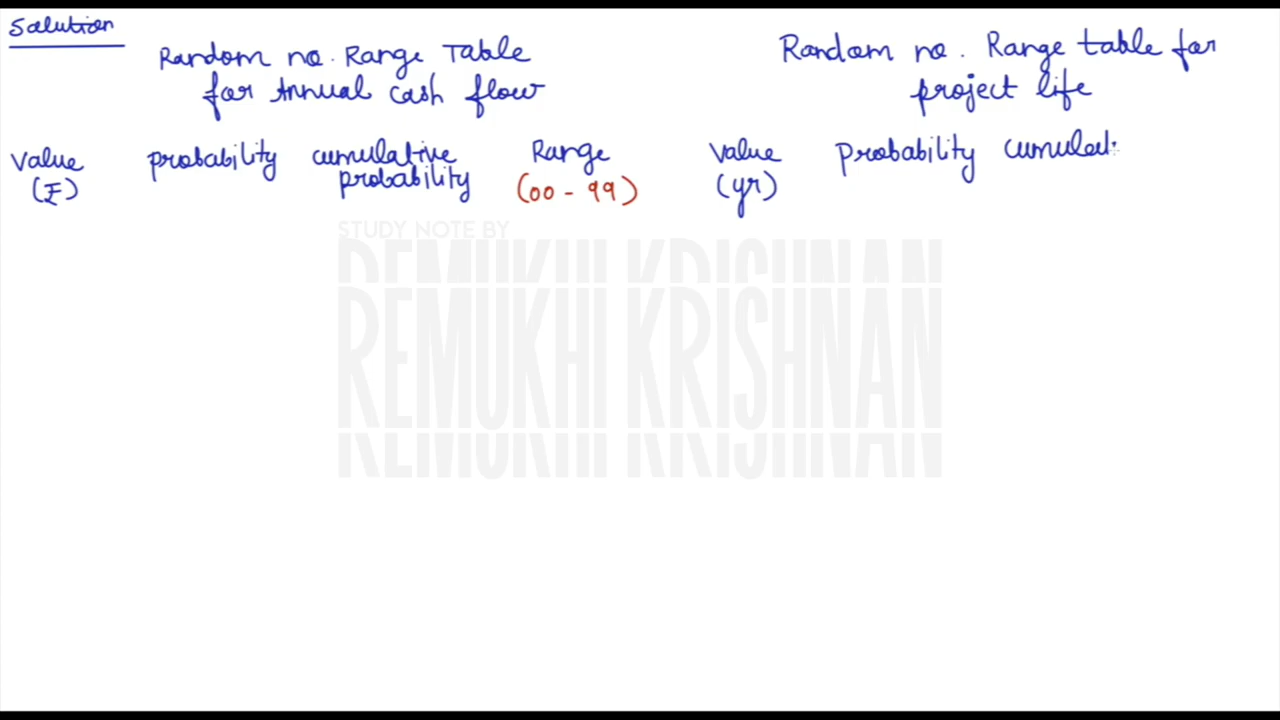 Solution
Random no. Range Table
for Annual cash flow
Value probability cumulative Range
(₹) probability (00 - 99)
Random no. Range table for
project life
Value Probability cumulat
(yr)
STUDY NOTE BY
REMUKHI KRISHNAN